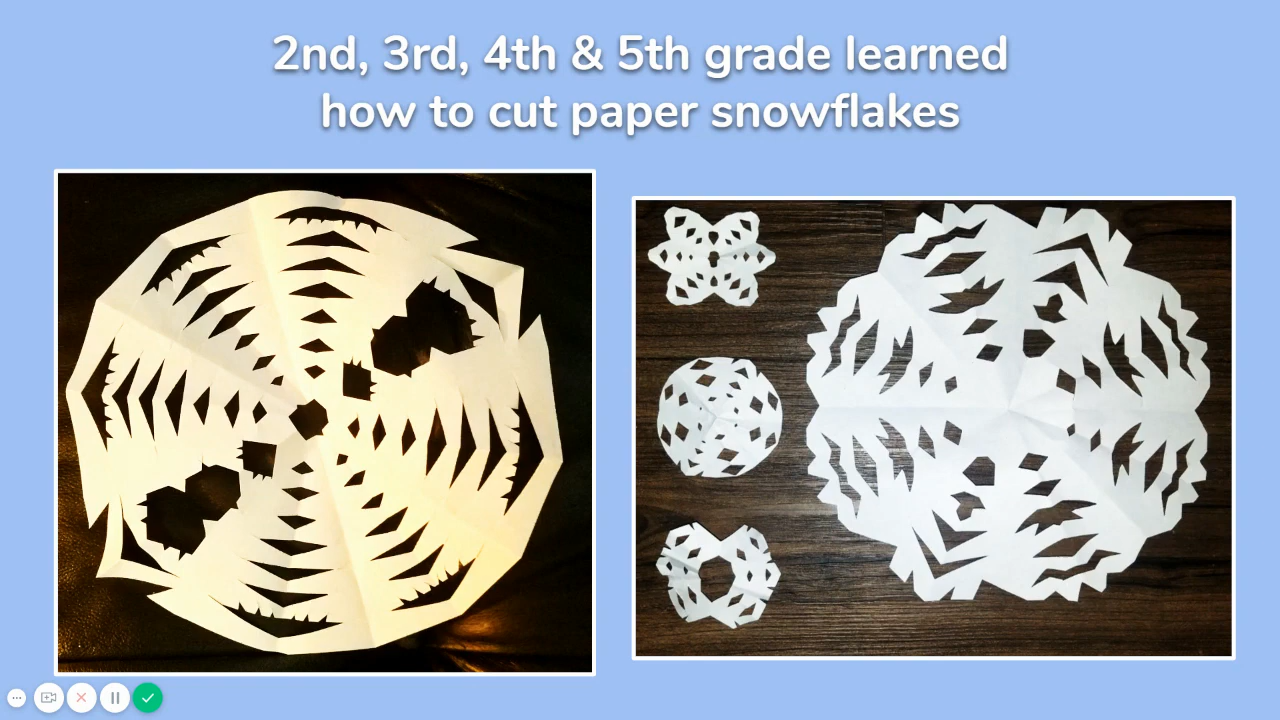 2nd, 3rd, 4th & 5th grade learned
how to cut paper snowflakes